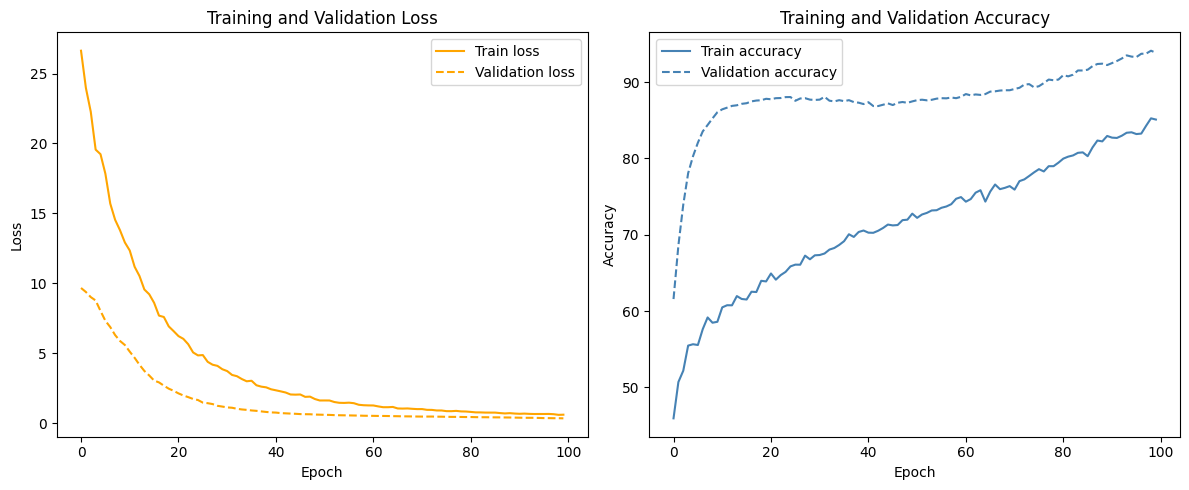 Training and Validation Loss
Train loss
Validation loss
Loss
25
20
15
10
5
0
0 20 40 60 80 100
Epoch
Training and Validation Accuracy
Train accuracy
Validation accuracy
Accuracy
90
80
70
60
50
0 20 40 60 80 100
Epoch